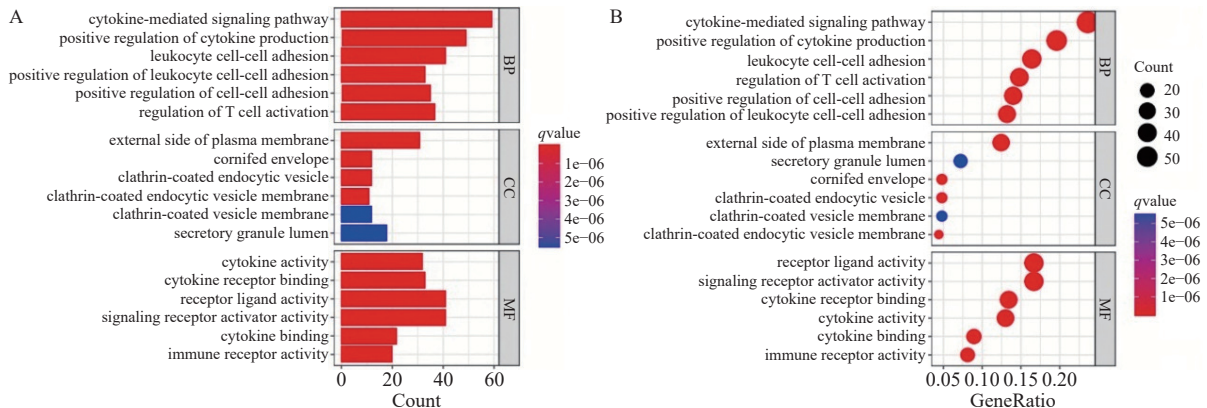 A
cytokine-mediated signaling pathway
positive regulation of cytokine production
leukocyte cell-cell adhesion
positive regulation of leukocyte cell-cell adhesion
positive regulation of cell-cell adhesion
regulation of T cell activation
BP
external side of plasma membrane
cornifed envelope
clathrin-coated endocytic vesicle
clathrin-coated endocytic vesicle membrane
clathrin-coated vesicle membrane
secretory granule lumen
CC
cytokine activity
cytokine receptor binding
receptor ligand activity
signaling receptor activator activity
cytokine binding
immune receptor activity
MF
0 20 40 60
Count
qvalue
1e−06
2e−06
3e−06
4e−06
5e−06
B
cytokine-mediated signaling pathway
positive regulation of cytokine production
leukocyte cell-cell adhesion
regulation of T cell activation
positive regulation of cell-cell adhesion
positive regulation of leukocyte cell-cell adhesion
BP
external side of plasma membrane
secretory granule lumen
cornifed envelope
clathrin-coated endocytic vesicle
clathrin-coated vesicle membrane
clathrin-coated endocytic vesicle membrane
CC
receptor ligand activity
signaling receptor activator activity
cytokine receptor binding
cytokine activity
cytokine binding
immune receptor activity
MF
0.05 0.10 0.15 0.20
GeneRatio
Count
20
30
40
50
qvalue
5e−06
4e−06
3e−06
2e−06
1e−06